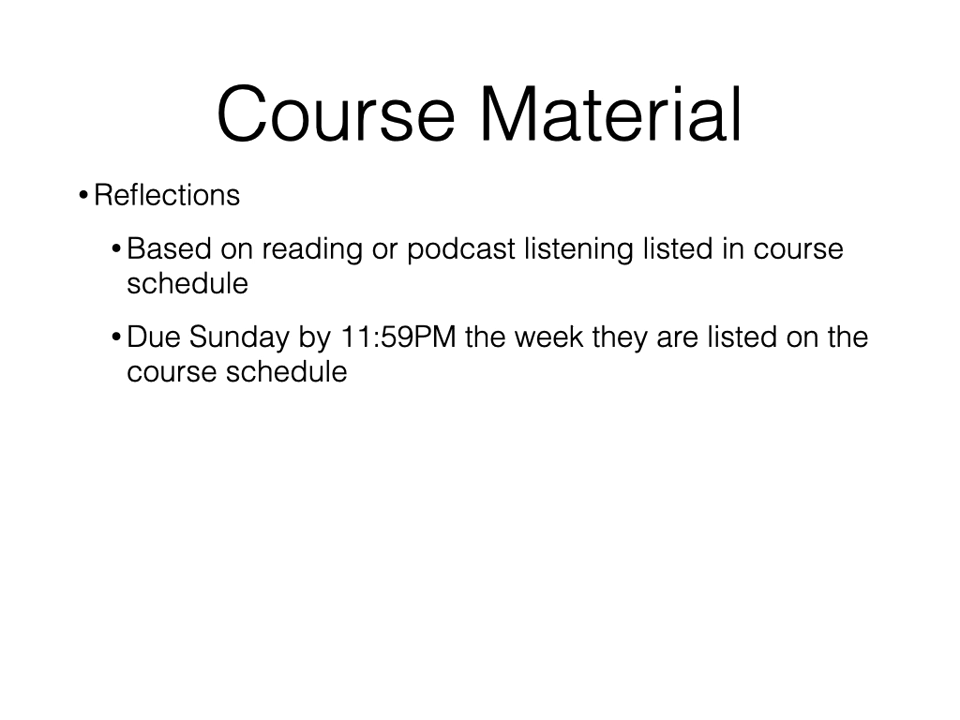 Course Material
•Reflections
•Based on reading or podcast listening listed in course
schedule
•Due Sunday by 11:59PM the week they are listed on the
course schedule